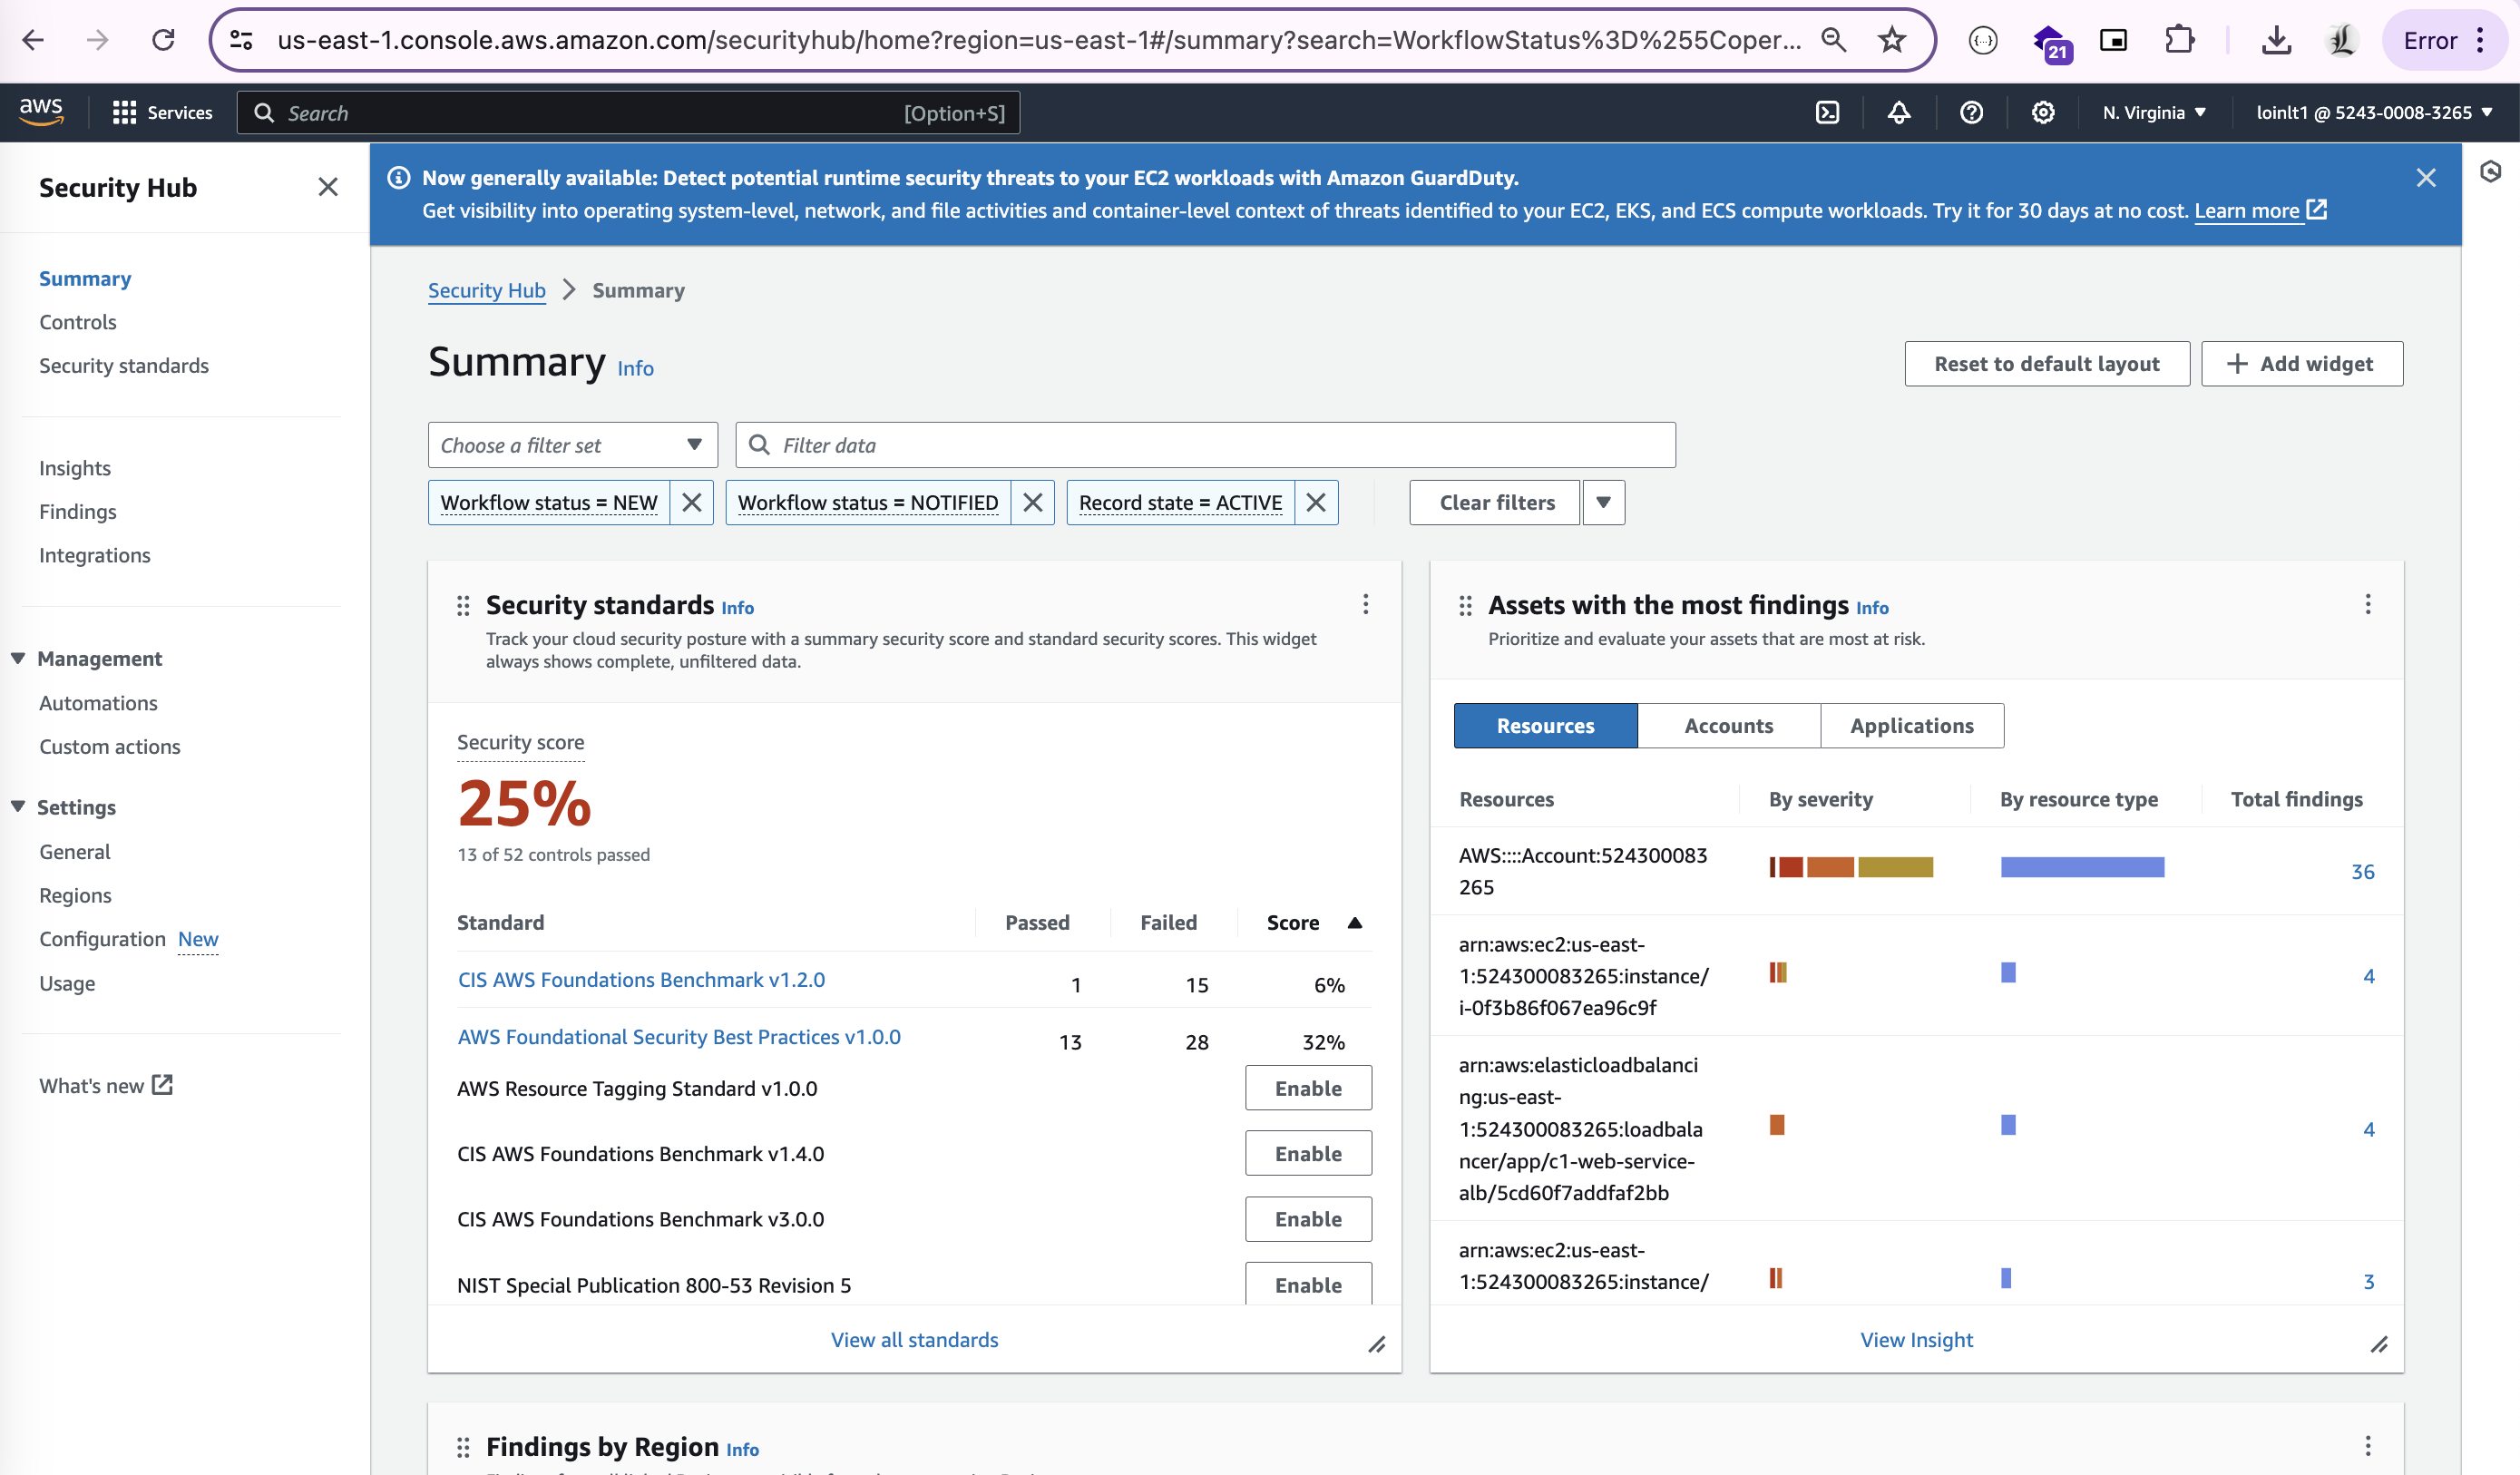 us-east-1.console.aws.amazon.com/securityhub/home?region=us-east-1#/summary?search=WorkflowStatus%3D%255Coper...
21
Error
aws
Services
Search
[Option+S]
N. Virginia
loinlt1 @ 5243-0008-3265
Security Hub
Summary
Controls
Security standards
Insights
Findings
Integrations
Management
Automations
Custom actions
Settings
General
Regions
Configuration New
Usage
What's new
Now generally available: Detect potential runtime security threats to your EC2 workloads with Amazon GuardDuty.
Get visibility into operating system-level, network, and file activities and container-level context of threats identified to your EC2, EKS, and ECS compute workloads. Try it for 30 days at no cost. Learn more
Security Hub > Summary
Summary Info
Reset to default layout
+ Add widget
Choose a filter set
Filter data
Workflow status = NEW
Workflow status = NOTIFIED
Record state = ACTIVE
Clear filters
Security standards Info
Track your cloud security posture with a summary security score and standard security scores. This widget
always shows complete, unfiltered data.
Security score
25%
13 of 52 controls passed
Standard Passed Failed Score
CIS AWS Foundations Benchmark v1.2.0 1 15 6%
AWS Foundational Security Best Practices v1.0.0 13 28 32%
AWS Resource Tagging Standard v1.0.0 Enable
CIS AWS Foundations Benchmark v1.4.0 Enable
CIS AWS Foundations Benchmark v3.0.0 Enable
NIST Special Publication 800-53 Revision 5 Enable
View all standards
Assets with the most findings Info
Prioritize and evaluate your assets that are most at risk.
Resources Accounts Applications
Resources By severity By resource type Total findings
AWS::::Account:524300083
265
36
arn:aws:ec2:us-east-
1:524300083265:instance/
i-0f3b86f067ea96c9f
4
arn:aws:elasticloadbalanci
ng:us-east-
1:524300083265:loadbala
ncer/app/c1-web-service-
alb/5cd60f7addfaf2bb
4
arn:aws:ec2:us-east-
1:524300083265:instance/
3
View Insight
Findings by Region Info